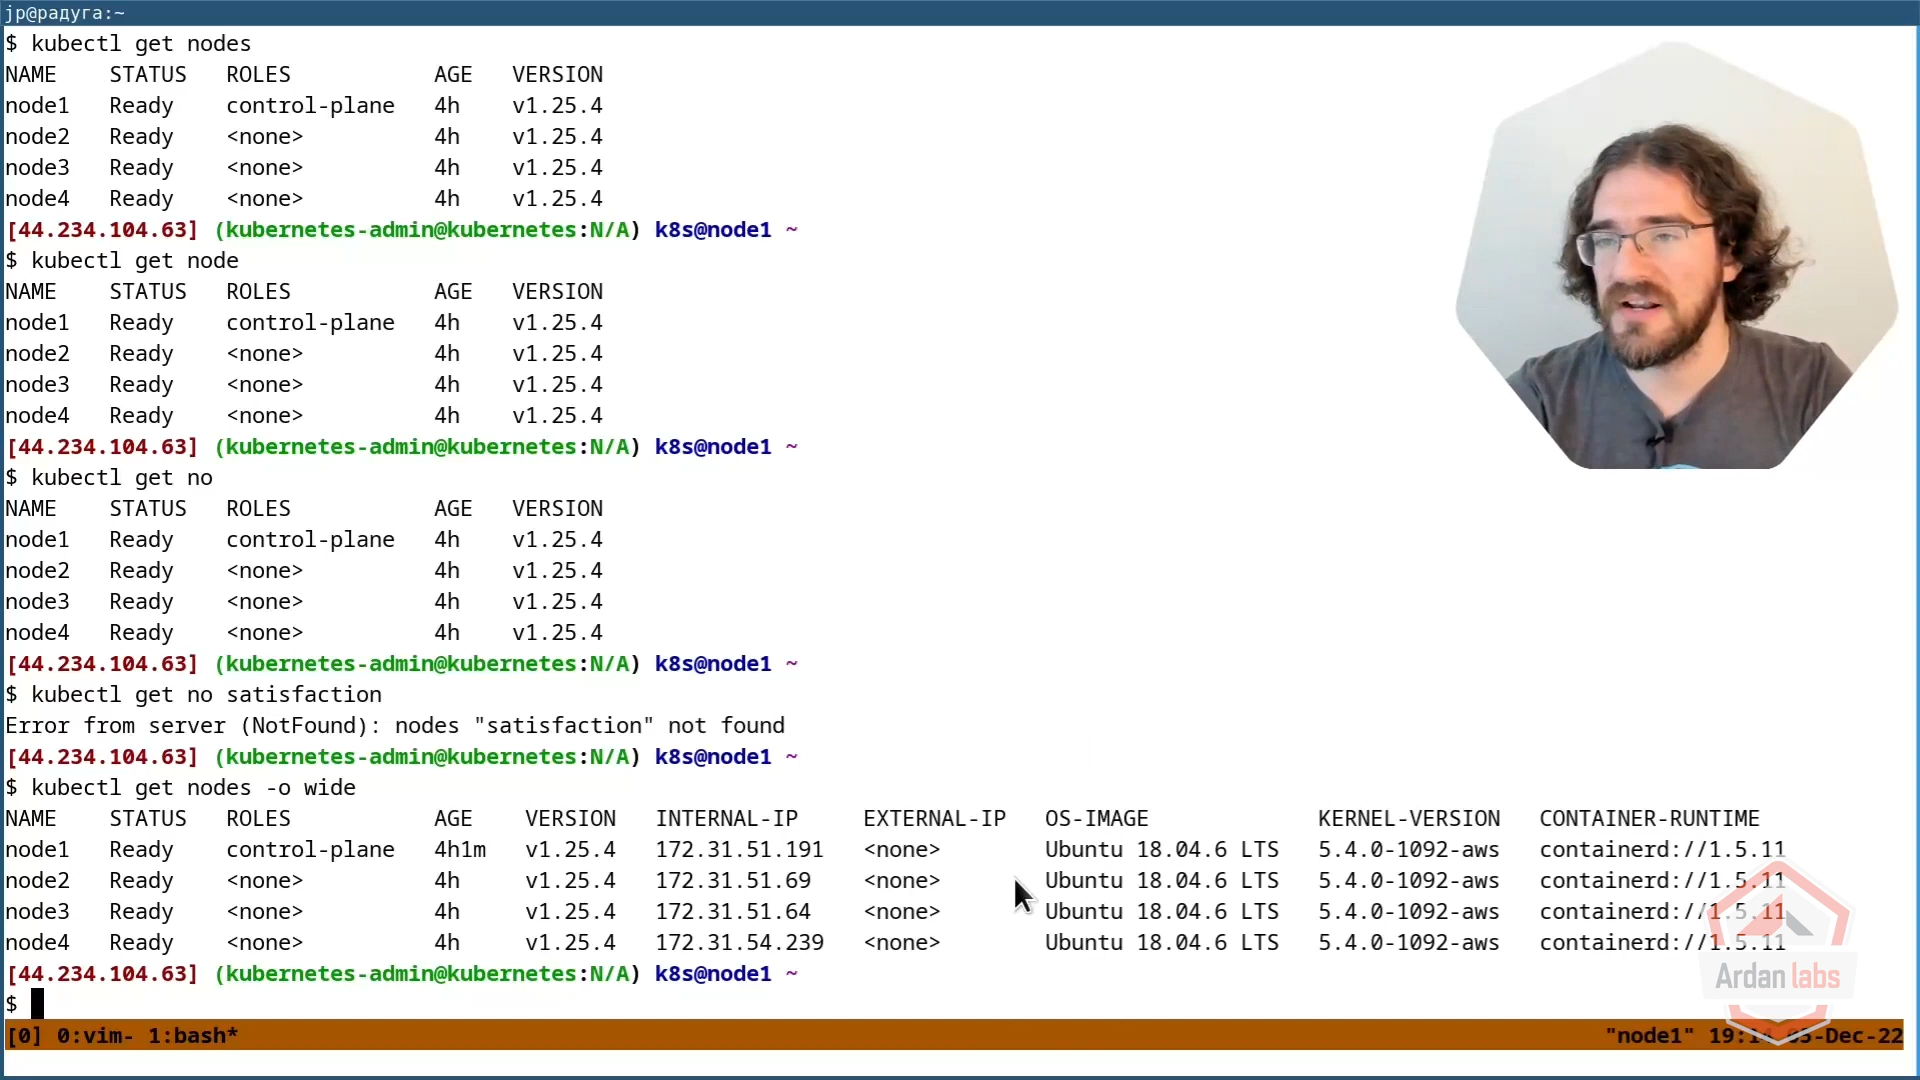 jp@радуга:~
$ kubectl get nodes
NAME STATUS ROLES AGE VERSION
node1 Ready control-plane 4h v1.25.4
node2 Ready <none> 4h v1.25.4
node3 Ready <none> 4h v1.25.4
node4 Ready <none> 4h v1.25.4
[44.234.104.63] (kubernetes-admin@kubernetes:N/A) k8s@node1 ~
$ kubectl get node
NAME STATUS ROLES AGE VERSION
node1 Ready control-plane 4h v1.25.4
node2 Ready <none> 4h v1.25.4
node3 Ready <none> 4h v1.25.4
node4 Ready <none> 4h v1.25.4
[44.234.104.63] (kubernetes-admin@kubernetes:N/A) k8s@node1 ~
$ kubectl get no
NAME STATUS ROLES AGE VERSION
node1 Ready control-plane 4h v1.25.4
node2 Ready <none> 4h v1.25.4
node3 Ready <none> 4h v1.25.4
node4 Ready <none> 4h v1.25.4
[44.234.104.63] (kubernetes-admin@kubernetes:N/A) k8s@node1 ~
$ kubectl get no satisfaction
Error from server (NotFound): nodes "satisfaction" not found
[44.234.104.63] (kubernetes-admin@kubernetes:N/A) k8s@node1 ~
$ kubectl get nodes -o wide
NAME STATUS ROLES AGE VERSION INTERNAL-IP EXTERNAL-IP OS-IMAGE KERNEL-VERSION CONTAINER-RUNTIME
node1 Ready control-plane 4h1m v1.25.4 172.31.51.191 <none> Ubuntu 18.04.6 LTS 5.4.0-1092-aws containerd://1.5.11
node2 Ready <none> 4h v1.25.4 172.31.51.69 <none> Ubuntu 18.04.6 LTS 5.4.0-1092-aws containerd://1.5.11
node3 Ready <none> 4h v1.25.4 172.31.51.64 <none> Ubuntu 18.04.6 LTS 5.4.0-1092-aws containerd://1.5.11
node4 Ready <none> 4h v1.25.4 172.31.54.239 <none> Ubuntu 18.04.6 LTS 5.4.0-1092-aws containerd://1.5.11
[44.234.104.63] (kubernetes-admin@kubernetes:N/A) k8s@node1 ~
$
Ardan labs
[0] 0:vim- 1:bash* "node1"